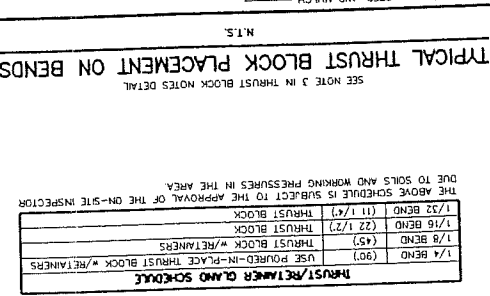 THRUST/RETAINER GLAND SCHEDULE
1/4 BEND (90.) USE POURED-IN-PLACE THRUST BLOCK W/RETAINERS
1/8 BEND (45.) THRUST BLOCK W/RETAINERS
1/16 BEND (22 1/2.) THRUST BLOCK
1/32 BEND (11 1/4.) THRUST BLOCK
THE ABOVE SCHEDULE IS SUBJECT TO THE APPROVAL OF THE ON-SITE INSPECTOR
DUE TO SOILS AND WORKING PRESSURES IN THE AREA.
SEE NOTE 3 IN THRUST BLOCK NOTES DETAIL
TYPICAL THRUST BLOCK PLACEMENT ON BENDS
N.T.S.